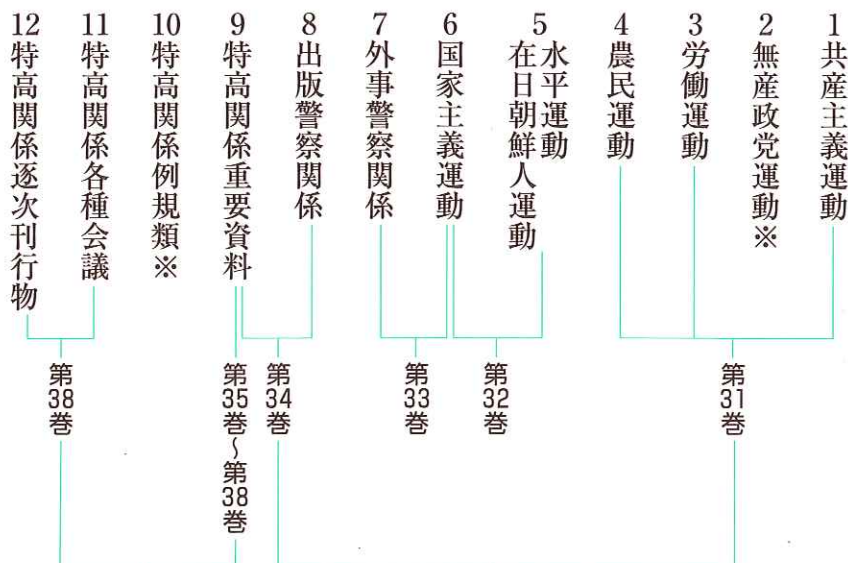 1 共産主義運動
2 無産政党運動※
3 労働運動
4 農民運動
5 水平運動
在日朝鮮人運動
6 国家主義運動
7 外事警察関係
8 出版警察関係
9 特高関係重要資料
10 特高関係例規類※
11 特高関係各種会議
12 特高関係逐次刊行物
第31巻
第32巻
第33巻
第34巻
第35巻〜第38巻
第38巻